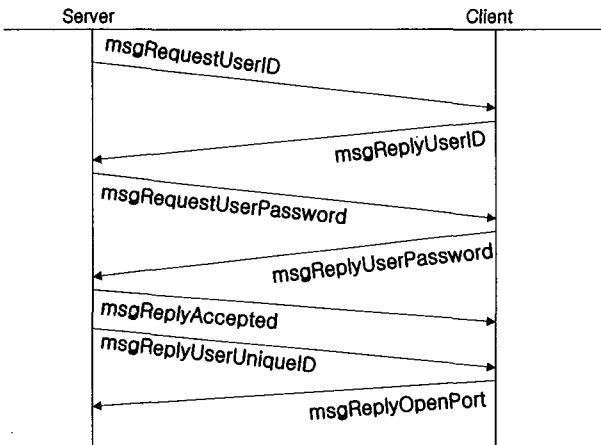 Server
Client
msgRequestUserID
msgReplyUserID
msgRequestUserPassword
msgReplyUserPassword
msgReplyAccepted
msgReplyUserUniqueID
msgReplyOpenPort